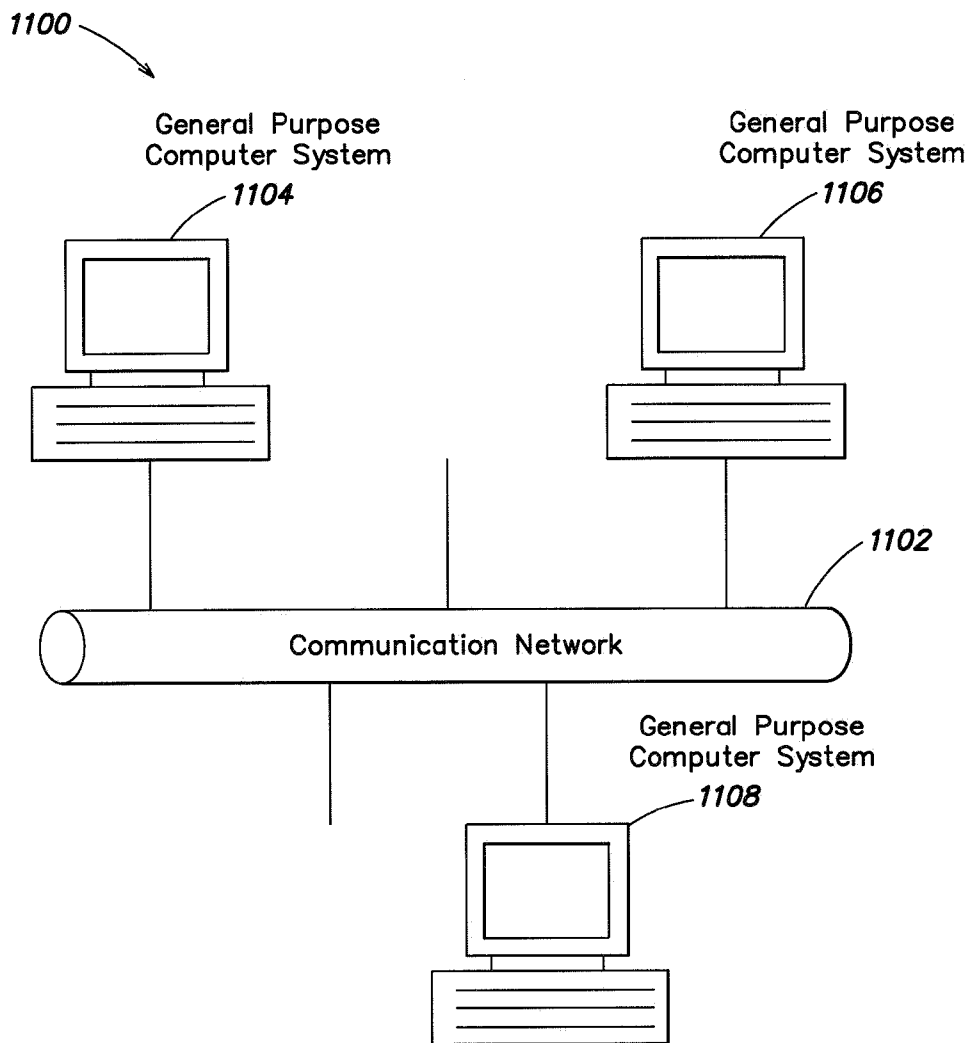 1100
General Purpose
Computer System
1104
General Purpose
Computer System
1106
1102
Communication Network
General Purpose
Computer System
1108